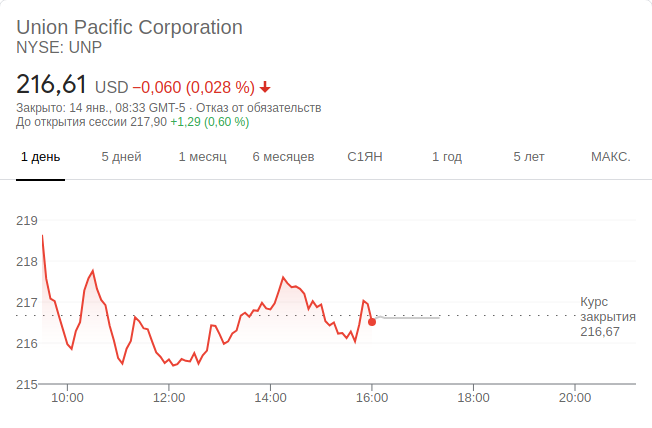 Union Pacific Corporation
NYSE: UNP
216,61 USD −0,060 (0,028 %)
Закрыто: 14 янв., 08:33 GMT-5 · Отказ от обязательств
До открытия сессии 217,90 +1,29 (0,60 %)
1 день 5 дней 1 месяц 6 месяцев С1ЯН 1 год 5 лет МАКС.
219
218
217
Курс
закрытия
216,67
216
215
10:00 12:00 14:00 16:00 18:00 20:00